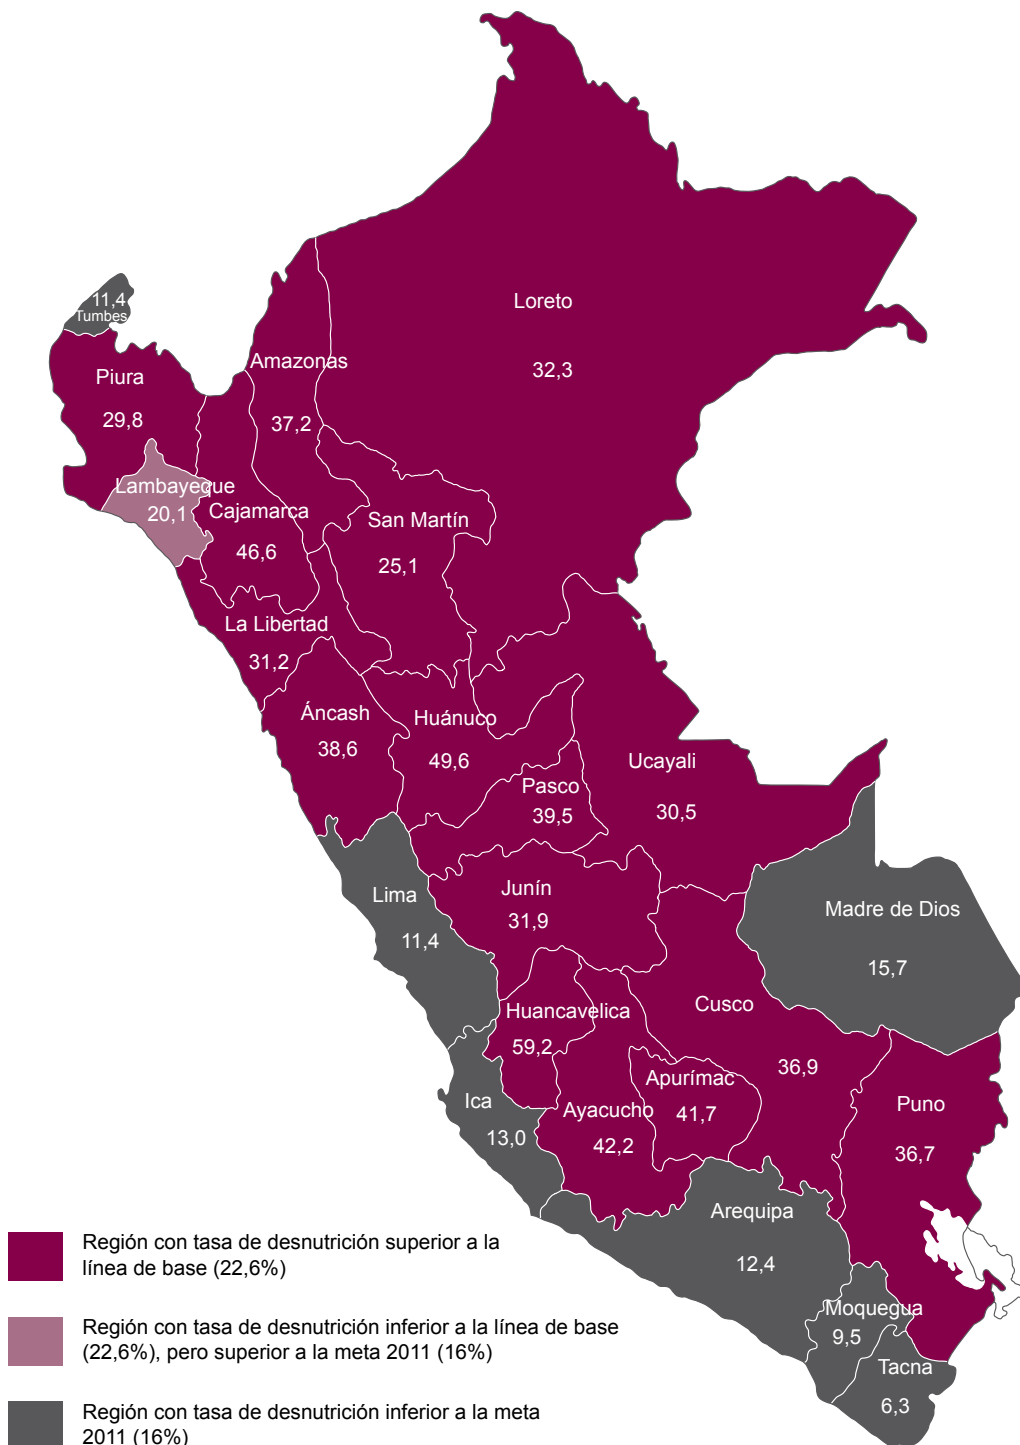 Loreto
32,3
11,4
Tumbes
Amazonas
37,2
Piura
29,8
Lambayeque
20,1
Cajamarca
46,6
San Martín
25,1
La Libertad
31,2
Áncash
38,6
Huánuco
49,6
Ucayali
30,5
Pasco
39,5
Lima
11,4
Junín
31,9
Madre de Dios
15,7
Huancavelica
59,2
Cusco
36,9
Apurímac
41,7
Ica
13,0
Ayacucho
42,2
Puno
36,7
Arequipa
12,4
Moquegua
9,5
Tacna
6,3
Región con tasa de desnutrición superior a la
línea de base (22,6%)
Región con tasa de desnutrición inferior a la línea de base
(22,6%), pero superior a la meta 2011 (16%)
Región con tasa de desnutrición inferior a la meta
2011 (16%)